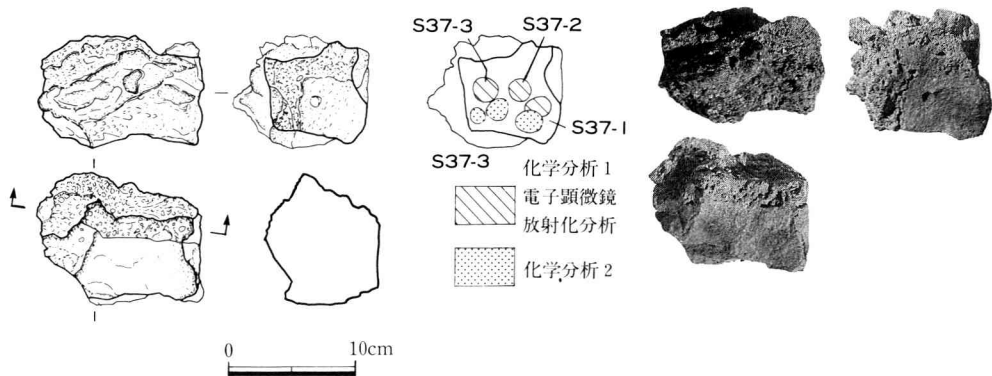 S37-3 S37-2
S37-1
S37-3
化学分析 1
電子顕微鏡
放射化分析
化学分析 2
0 10cm